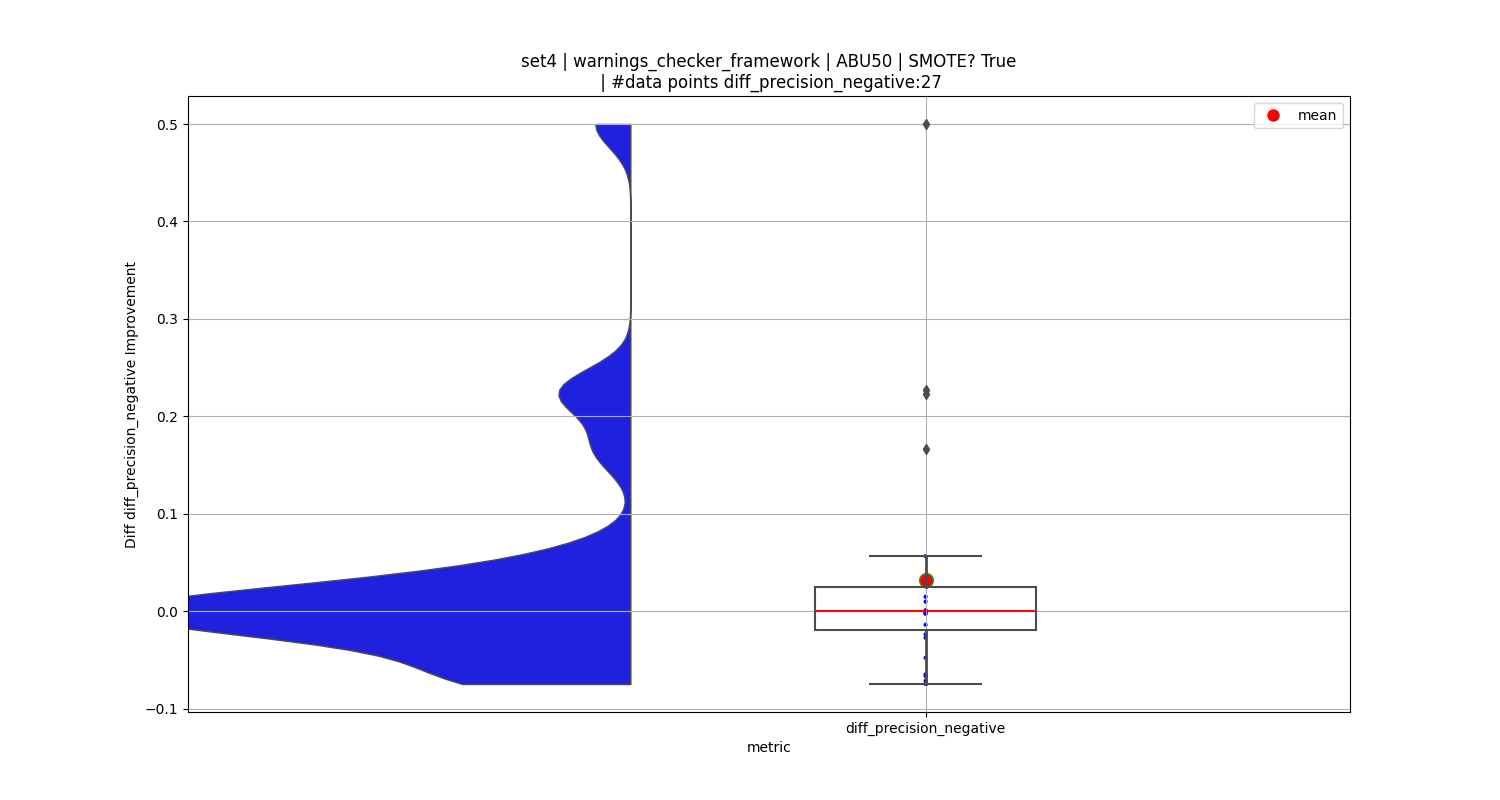 set4 | warnings_checker_framework | ABU50 | SMOTE? True
| #data points diff_precision_negative:27
mean
0.5
0.4
0.3
0.2
0.1
0.0
−0.1
Diff diff_precision_negative Improvement
diff_precision_negative
metric